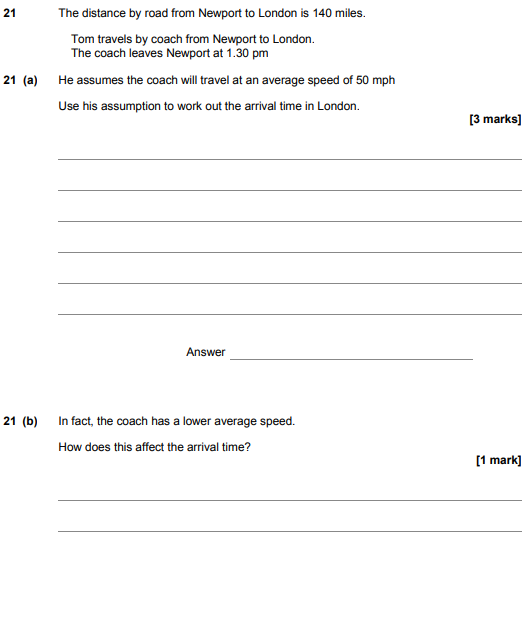 21 The distance by road from Newport to London is 140 miles.
Tom travels by coach from Newport to London.
The coach leaves Newport at 1.30 pm
21 (a) He assumes the coach will travel at an average speed of 50 mph
Use his assumption to work out the arrival time in London.
[3 marks]
Answer
21 (b) In fact, the coach has a lower average speed.
How does this affect the arrival time?
[1 mark]